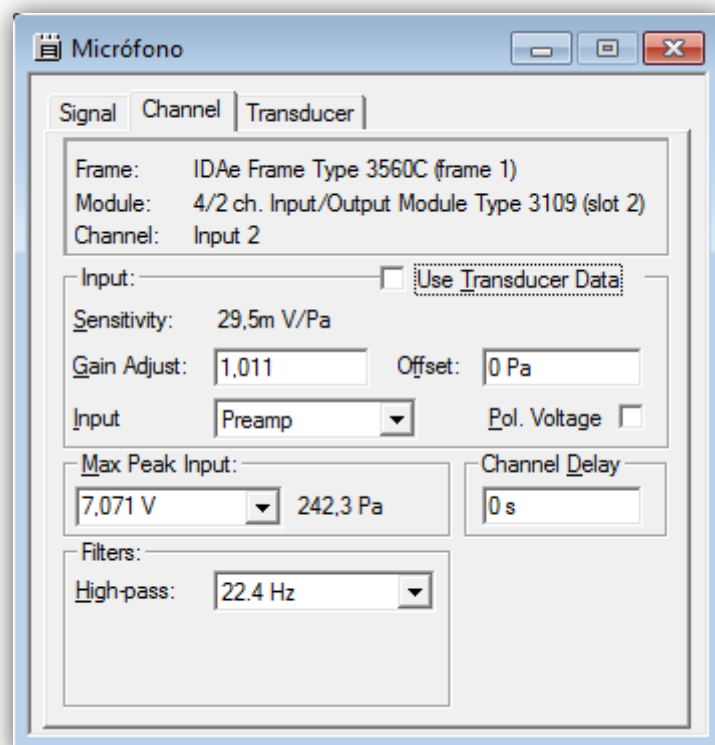 Micrófono
Signal Channel Transducer
Frame: IDAe Frame Type 3560C (frame 1)
Module: 4/2 ch. Input/Output Module Type 3109 (slot 2)
Channel: Input 2
Input: Use Transducer Data
Sensitivity: 29,5m V/Pa
Gain Adjust: 1,011 Offset: 0 Pa
Input Preamp Pol. Voltage
Max Peak Input: Channel Delay
7,071 V 242,3 Pa 0 s
Filters:
High-pass: 22.4 Hz